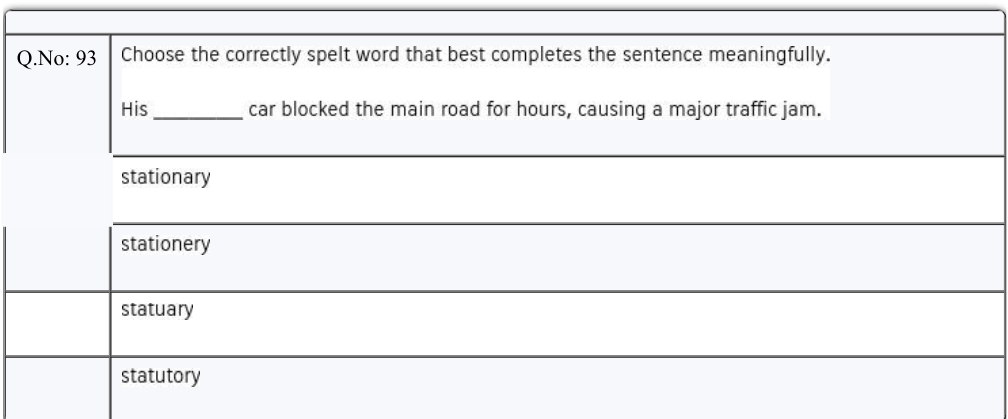 Q.No: 93
Choose the correctly spelt word that best completes the sentence meaningfully.
His _________ car blocked the main road for hours, causing a major traffic jam.
stationary
stationery
statuary
statutory